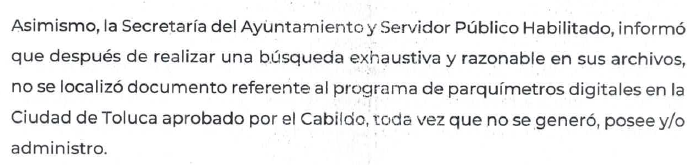 Asimismo, la Secretaría del Ayuntamiento y Servidor Público Habilitado, informó
que después de realizar una búsqueda exhaustiva y razonable en sus archivos,
no se localizó documento referente al programa de parquímetros digitales en la
Ciudad de Toluca aprobado por el Cabildo, toda vez que no se generó, posee y/o
administro.